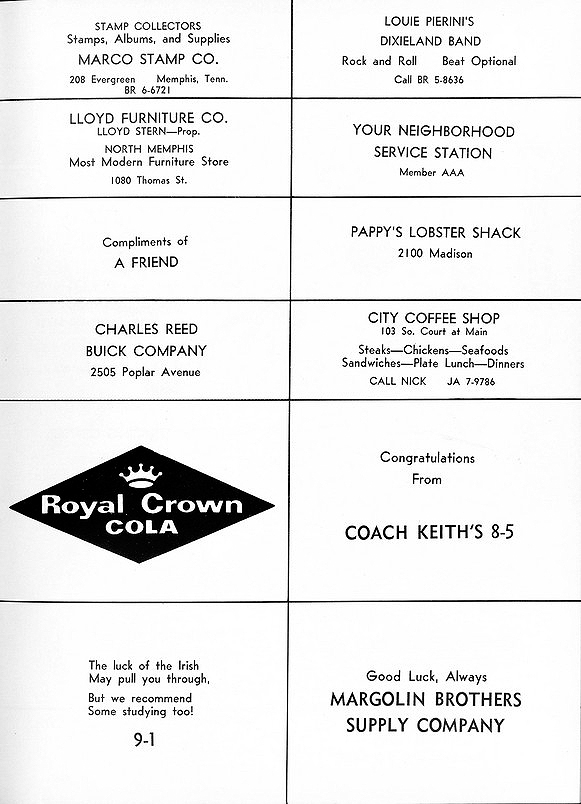 STAMP COLLECTORS
Stamps, Albums, and Supplies
MARCO STAMP CO.
208 Evergreen Memphis, Tenn.
BR 6-6721
LOUIE PIERINI'S
DIXIELAND BAND
Rock and Roll Beat Optional
Call BR 5-8636
LLOYD FURNITURE CO.
LLOYD STERN—Prop.
NORTH MEMPHIS
Most Modern Furniture Store
1080 Thomas St.
YOUR NEIGHBORHOOD
SERVICE STATION
Member AAA
Compliments of
A FRIEND
PAPPY'S LOBSTER SHACK
2100 Madison
CHARLES REED
BUICK COMPANY
2505 Poplar Avenue
CITY COFFEE SHOP
103 So. Court at Main
Steaks—Chickens—Seafoods
Sandwiches—Plate Lunch—Dinners
CALL NICK JA 7-9786
Royal Crown
COLA
Congratulations
From
COACH KEITH'S 8-5
The luck of the Irish
May pull you through,
But we recommend
Some studying too!
9-1
Good Luck, Always
MARGOLIN BROTHERS
SUPPLY COMPANY